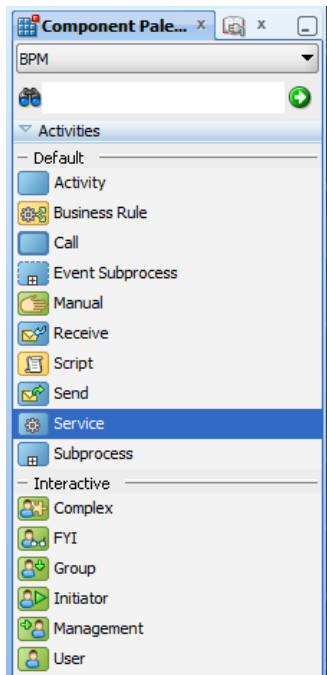 Component Pale...
BPM
Activities
Default
Activity
Business Rule
Call
Event Subprocess
Manual
Receive
Script
Send
Service
Subprocess
Interactive
Complex
FYI
Group
Initiator
Management
User